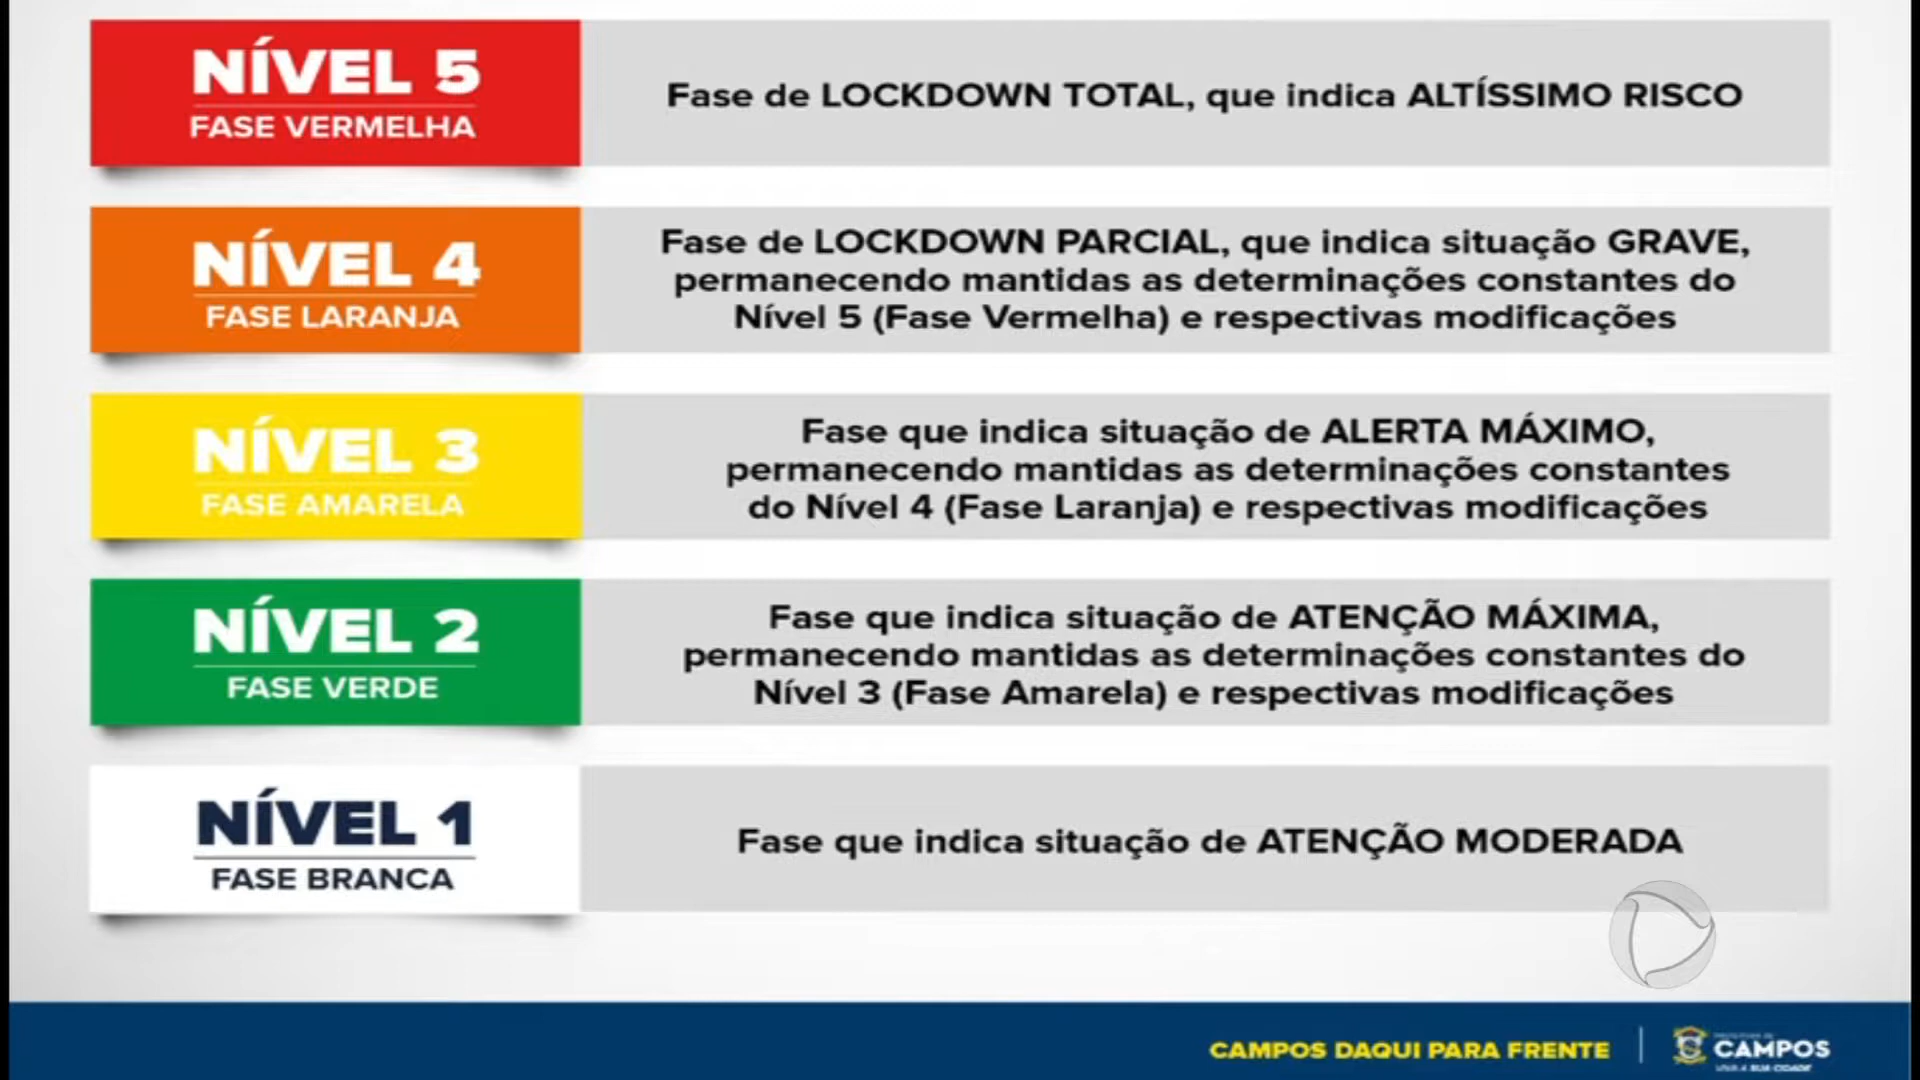 NÍVEL 5
FASE VERMELHA
Fase de LOCKDOWN TOTAL, que indica ALTÍSSIMO RISCO
NÍVEL 4
FASE LARANJA
Fase de LOCKDOWN PARCIAL, que indica situação GRAVE,
permanecendo mantidas as determinações constantes do
Nível 5 (Fase Vermelha) e respectivas modificações
NÍVEL 3
FASE AMARELA
Fase que indica situação de ALERTA MÁXIMO,
permanecendo mantidas as determinações constantes
do Nível 4 (Fase Laranja) e respectivas modificações
NÍVEL 2
FASE VERDE
Fase que indica situação de ATENÇÃO MÁXIMA,
permanecendo mantidas as determinações constantes do
Nível 3 (Fase Amarela) e respectivas modificações
NÍVEL 1
FASE BRANCA
Fase que indica situação de ATENÇÃO MODERADA
CAMPOS DAQUI PARA FRENTE
CAMPOS